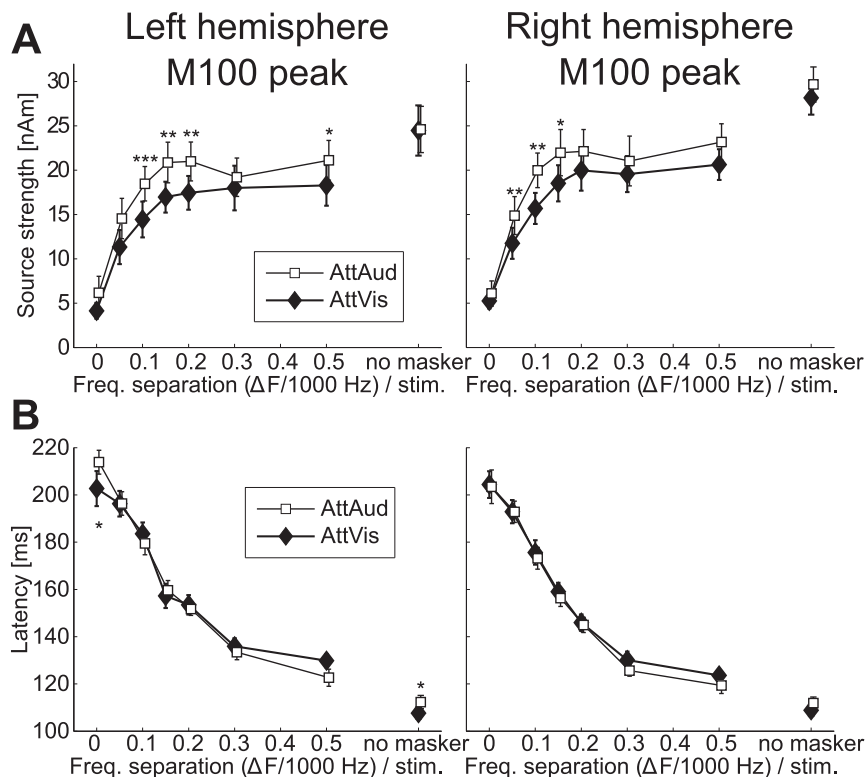 A
Left hemisphere
M100 peak
Right hemisphere
M100 peak
Source strength [nAm]
30
25
20
15
10
5
0
***
**
**
*
AttAud
AttVis
0 0.1 0.2 0.3 0.4 0.5 no masker
Freq. separation (ΔF/1000 Hz) / stim.
**
**
*
0 0.1 0.2 0.3 0.4 0.5 no masker
Freq. separation (ΔF/1000 Hz) / stim.
B
Latency [ms]
220
200
180
160
140
120
100
*
*
AttAud
AttVis
0 0.1 0.2 0.3 0.4 0.5 no masker
Freq. separation (ΔF/1000 Hz) / stim.
0 0.1 0.2 0.3 0.4 0.5 no masker
Freq. separation (ΔF/1000 Hz) / stim.